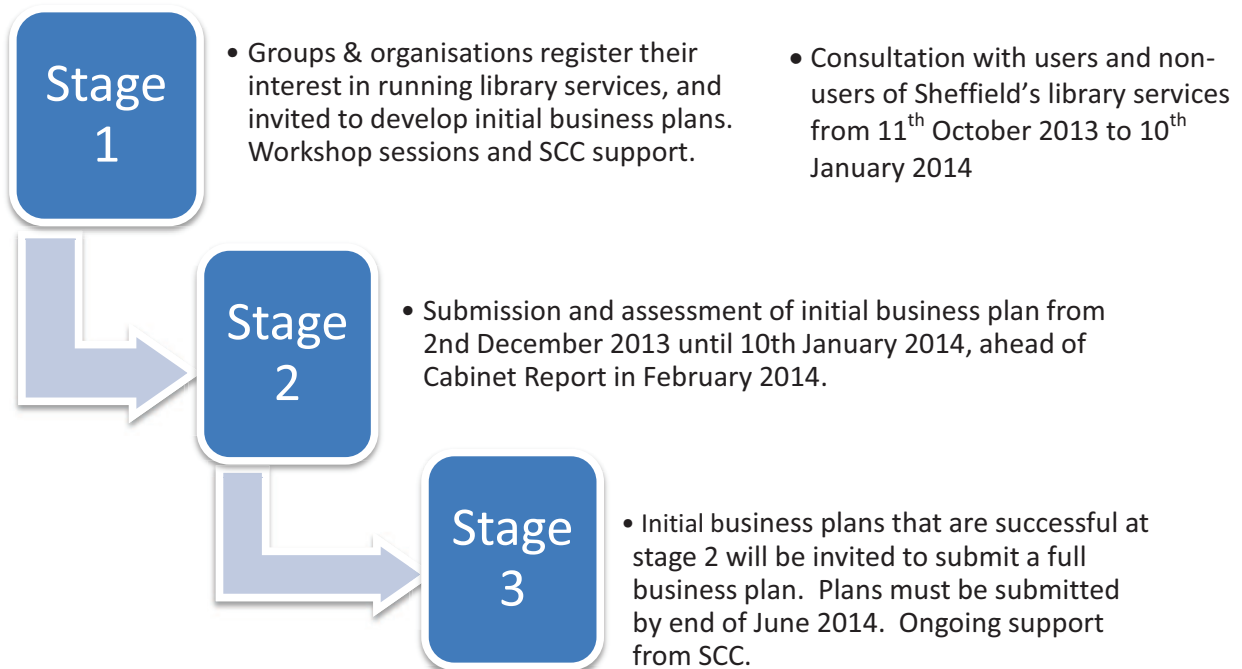 Stage
1
• Groups & organisations register their
interest in running library services, and
invited to develop initial business plans.
Workshop sessions and SCC support.
• Consultation with users and non-
users of Sheffield's library services
from 11th October 2013 to 10th
January 2014
Stage
2
• Submission and assessment of initial business plan from
2nd December 2013 until 10th January 2014, ahead of
Cabinet Report in February 2014.
Stage
3
• Initial business plans that are successful at
stage 2 will be invited to submit a full
business plan.  Plans must be submitted
by end of June 2014.  Ongoing support
from SCC.